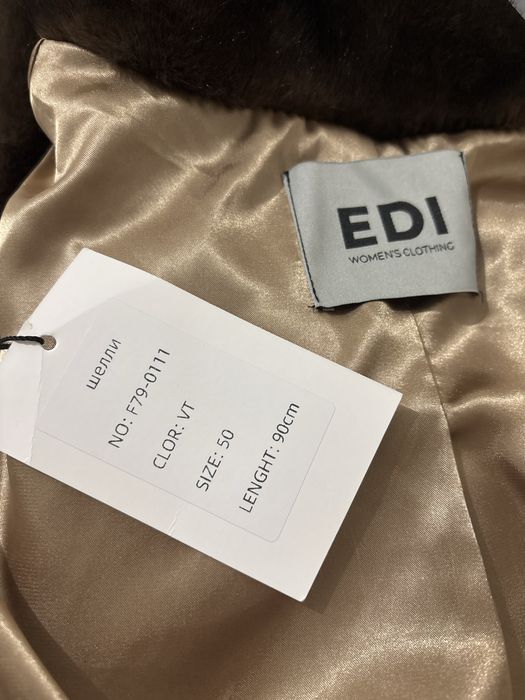 EDI
WOMEN'S CLOTHING
шелли
NO: F79-0111
CLOR: VT
SIZE: 50
LENGHT: 90cm